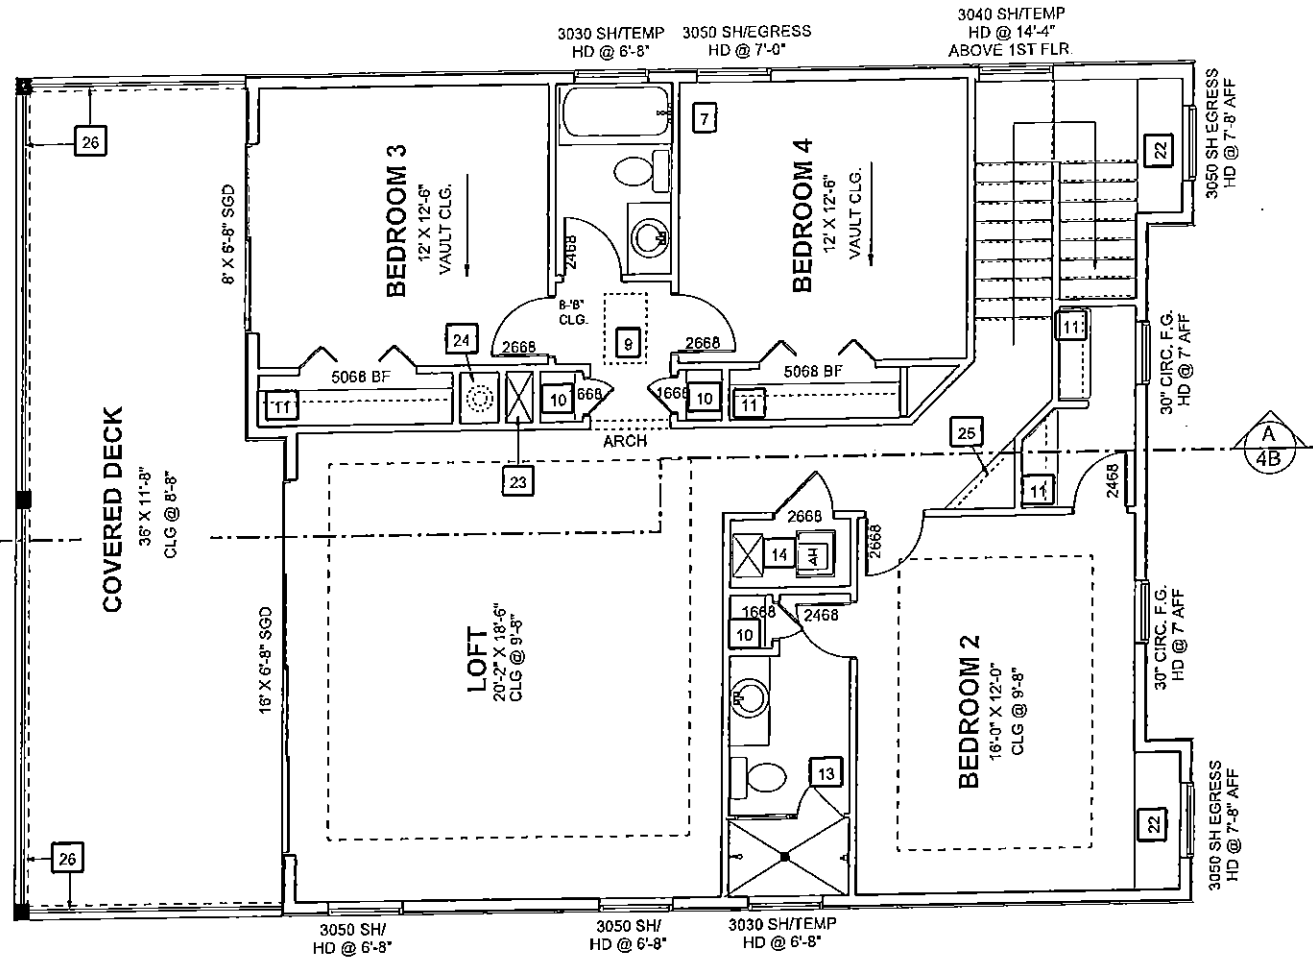 3030 SH/TEMP
HD @ 6'-8"
3050 SH/EGRESS
HD @ 7'-0"
3040 SH/TEMP
HD @ 14'-4"
ABOVE 1ST FLR.
3050 SH EGRESS
HD @ 7'-8' AFF
26
8' X 6'-8" SGD
BEDROOM 3
12' X 12'-6"
VAULT CLG.
2468
7
BEDROOM 4
12' X 12'-6"
VAULT CLG.
22
8-'8"
CLG.
9
2668
2668
24
5068 BF
11
10
668
1668
10
5068 BF
11
11
30" CIRC. F.G.
HD @ 7' AFF
ARCH
23
25
A
4B
COVERED DECK
36' X 11'-8"
CLG @ 8'-8"
11
2468
2668
14
AH
2668
16' X 6'-8" SGD
LOFT
20'-2" X 18'-6"
CLG @ 9'-8"
1668
10
2468
BEDROOM 2
16'-0" X 12'-0"
CLG @ 9'-8"
30" CIRC. F.G.
HD @ 7' AFF
13
22
3050 SH EGRESS
HD @ 7'-8" AFF
26
3050 SH/
HD @ 6'-8"
3050 SH/
HD @ 6'-8"
3030 SH/TEMP
HD @ 6'-8"